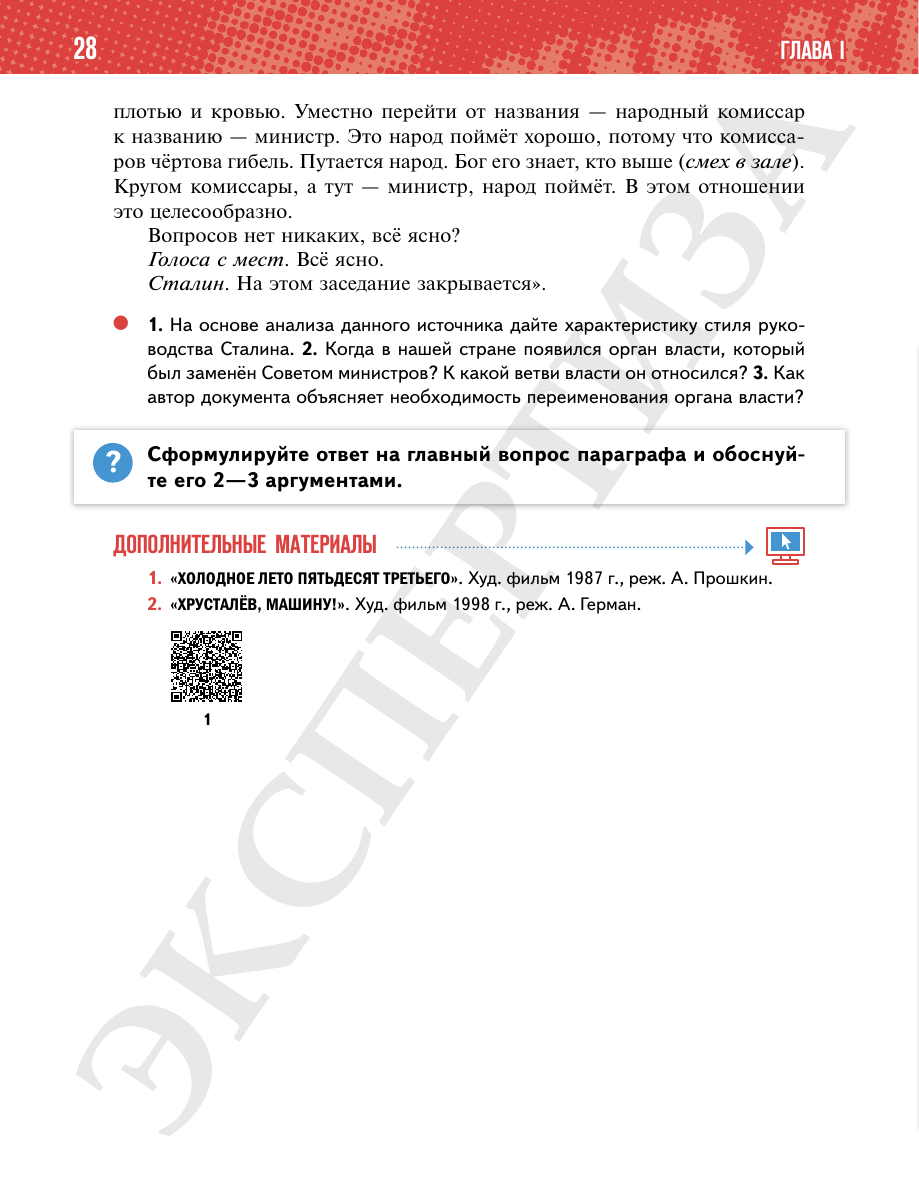 28
ГЛАВА I
плотью и кровью. Уместно перейти от названия — народный комиссар
к названию — министр. Это народ поймёт хорошо, потому что комисса-
ров чёртова гибель. Путается народ. Бог его знает, кто выше (смех в зале).
Кругом комиссары, а тут — министр, народ поймёт. В этом отношении
это целесообразно.
Вопросов нет никаких, всё ясно?
Голоса с мест. Всё ясно.
Сталин. На этом заседание закрывается».
1. На основе анализа данного источника дайте характеристику стиля руко-
водства Сталина. 2. Когда в нашей стране появился орган власти, который
был заменён Советом министров? К какой ветви власти он относился? 3. Как
автор документа объясняет необходимость переименования органа власти?
? Сформулируйте ответ на главный вопрос параграфа и обоснуй-
те его 2—3 аргументами.
ДОПОЛНИТЕЛЬНЫЕ МАТЕРИАЛЫ
1. «ХОЛОДНОЕ ЛЕТО ПЯТЬДЕСЯТ ТРЕТЬЕГО». Худ. фильм 1987 г., реж. А. Прошкин.
2. «ХРУСТАЛЁВ, МАШИНУ!». Худ. фильм 1998 г., реж. А. Герман.
1
ЭКСПЕРТИЗА